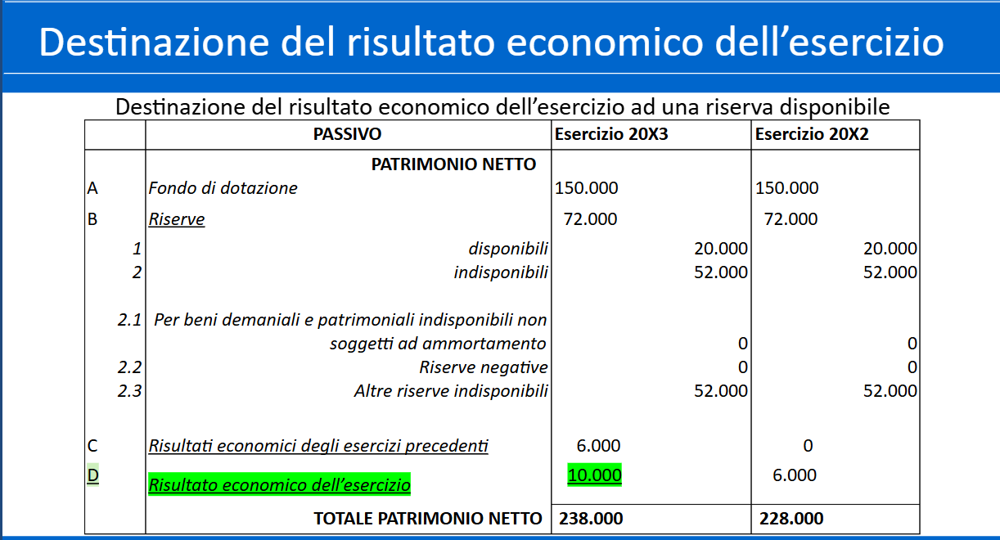 Destinazione del risultato economico dell’esercizio
Destinazione del risultato economico dell’esercizio ad una riserva disponibile
PASSIVO Esercizio 20X3 Esercizio 20X2
PATRIMONIO NETTO
A Fondo di dotazione 150.000 150.000
B Riserve 72.000 72.000
1 disponibili 20.000 20.000
2 indisponibili 52.000 52.000
2.1 Per beni demaniali e patrimoniali indisponibili non
soggetti ad ammortamento 0 0
2.2 Riserve negative 0 0
2.3 Altre riserve indisponibili 52.000 52.000
C Risultati economici degli esercizi precedenti 6.000 0
D Risultato economico dell’esercizio 10.000 6.000
TOTALE PATRIMONIO NETTO 238.000 228.000